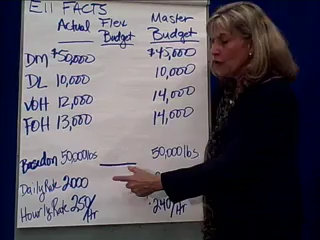 E11 FACTS
Actual Flex Budget Master Budget
DM $50,000 $45,000
DL 10,000 10,000
VOH 12,000 14,000
FOH 13,000 14,000
Based on 50,000 lbs 50,000 lbs
Daily Rate 2000
Hourly Rate 250/HT .240/HT